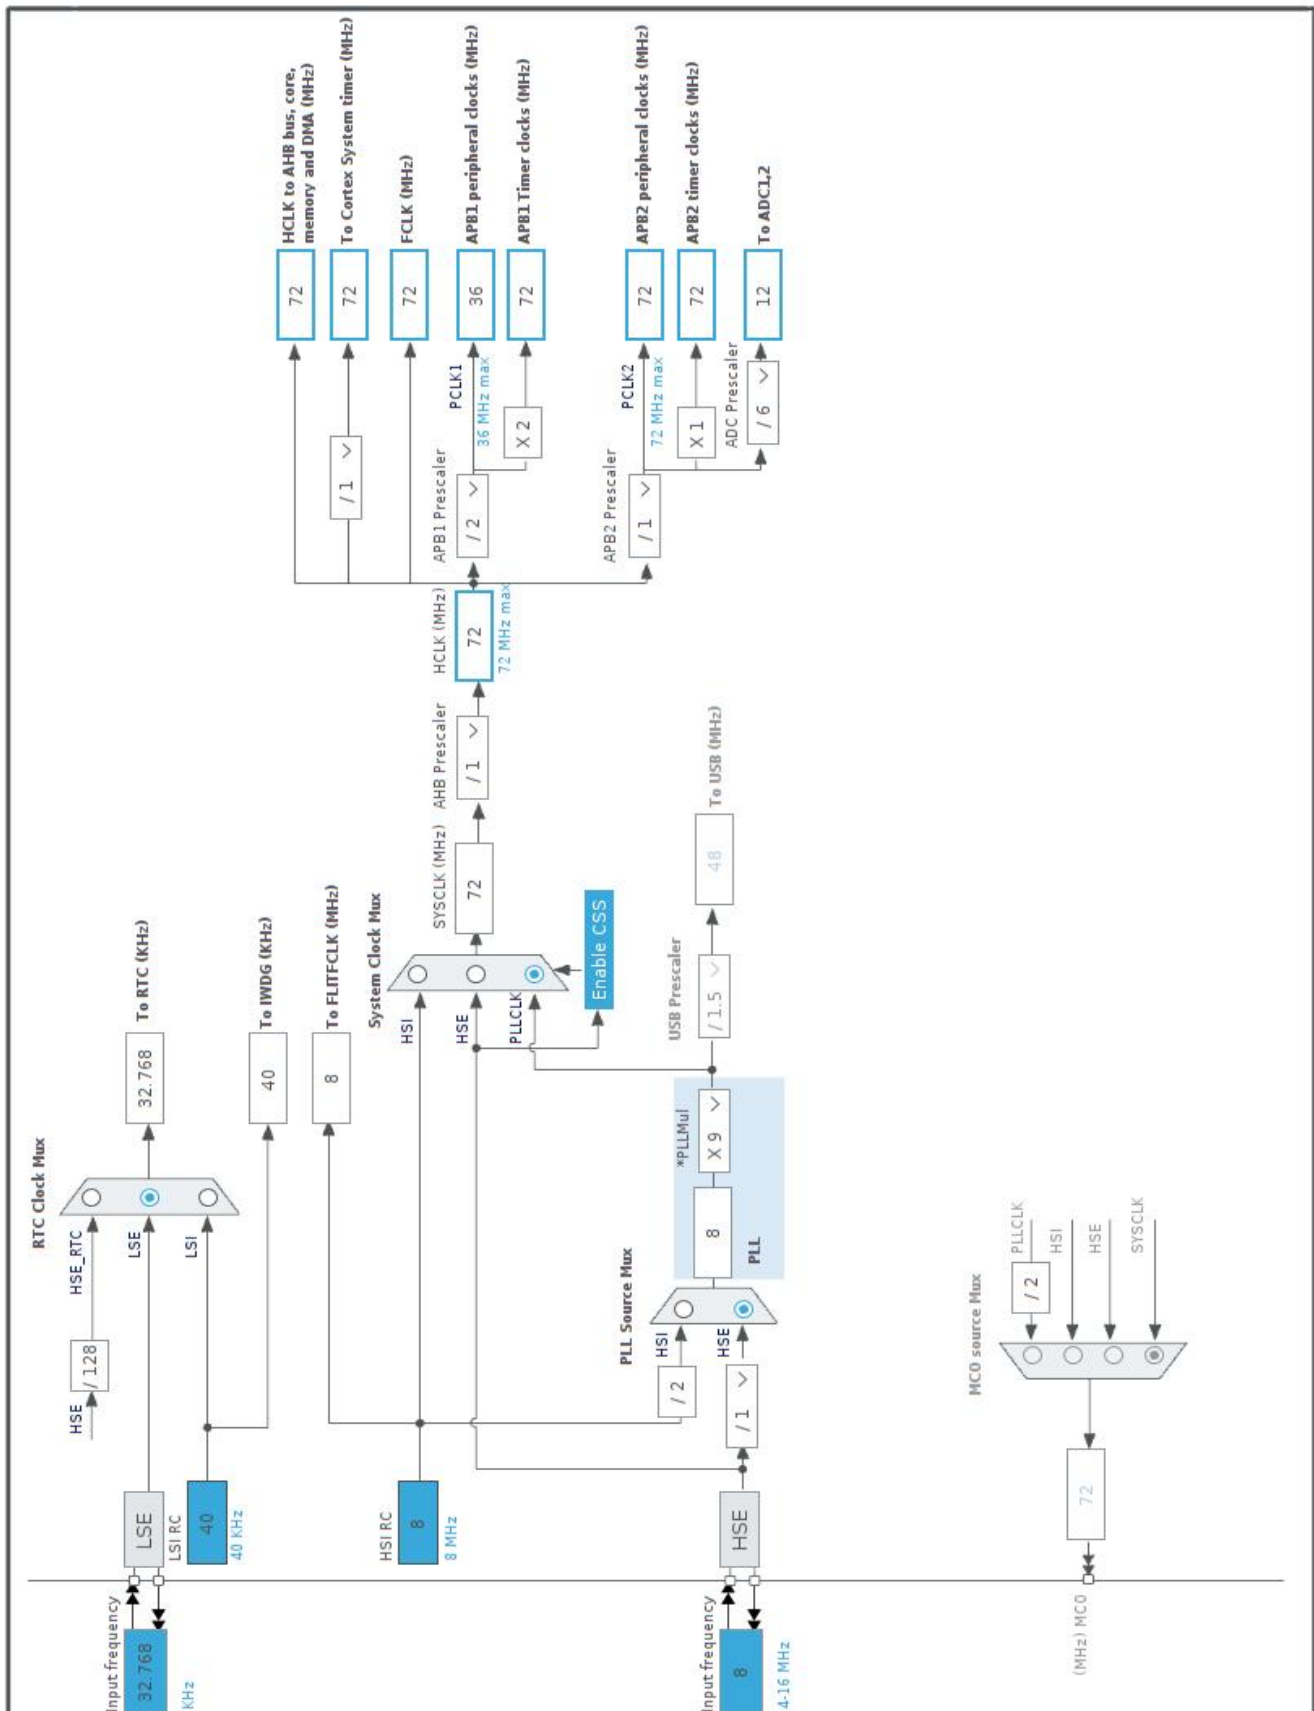 RTC Clock Mux
HSE
/ 128
HSE_RTC
Input frequency
32.768
KHz
LSE
LSE
32.768
To RTC (KHz)
LSI RC
40
40 KHz
LSI
40
To IWDG (KHz)
8
To FLITFCLK (MHz)
HSI RC
8
8 MHz
System Clock Mux
HSI
HSE
PLLCLK
Enable CSS
SYSCLK (MHz)
72
AHB Prescaler
/ 1
HCLK (MHz)
72
72 MHz max
72
HCLK to AHB bus, core,
memory and DMA (MHz)
/ 1
72
To Cortex System timer (MHz)
72
FCLK (MHz)
APB1 Prescaler
/ 2
PCLK1
36 MHz max
36
APB1 peripheral clocks (MHz)
X 2
72
APB1 Timer clocks (MHz)
APB2 Prescaler
/ 1
PCLK2
72 MHz max
72
APB2 peripheral clocks (MHz)
X 1
72
APB2 timer clocks (MHz)
ADC Prescaler
/ 6
12
To ADC1,2
PLL Source Mux
/ 2
HSI
Input frequency
8
4-16 MHz
HSE
/ 1
HSE
8
*PLLMul
X 9
PLL
USB Prescaler
/ 1.5
48
To USB (MHz)
MCO source Mux
(MHz) MCO
72
/ 2
PLLCLK
HSI
HSE
SYSCLK